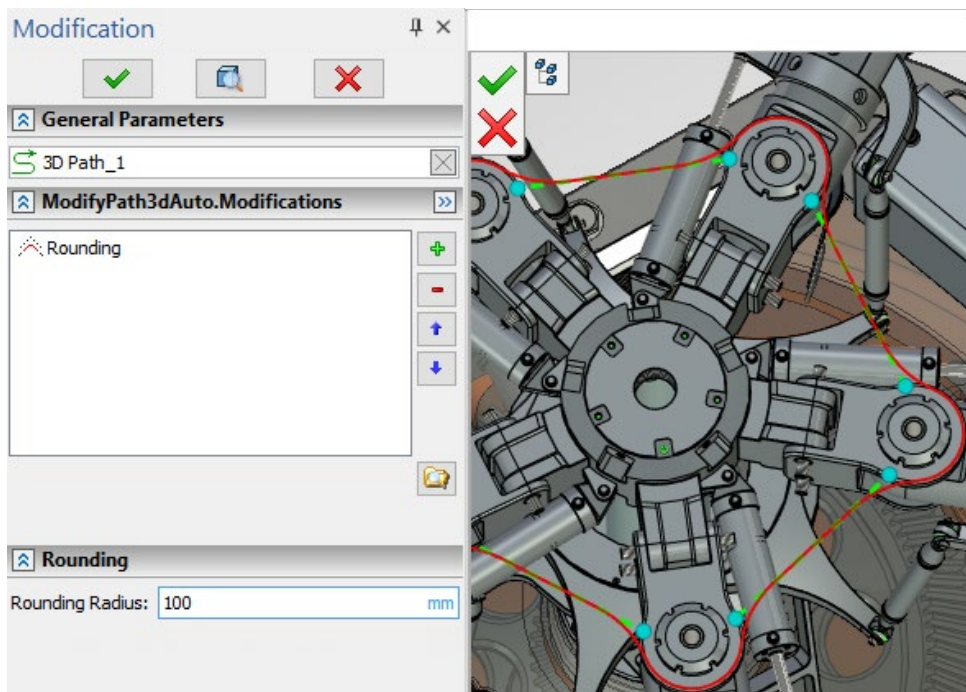 Modification
General Parameters
3D Path_1
ModifyPath3dAuto.Modifications
Rounding
Rounding
Rounding Radius: 100 mm